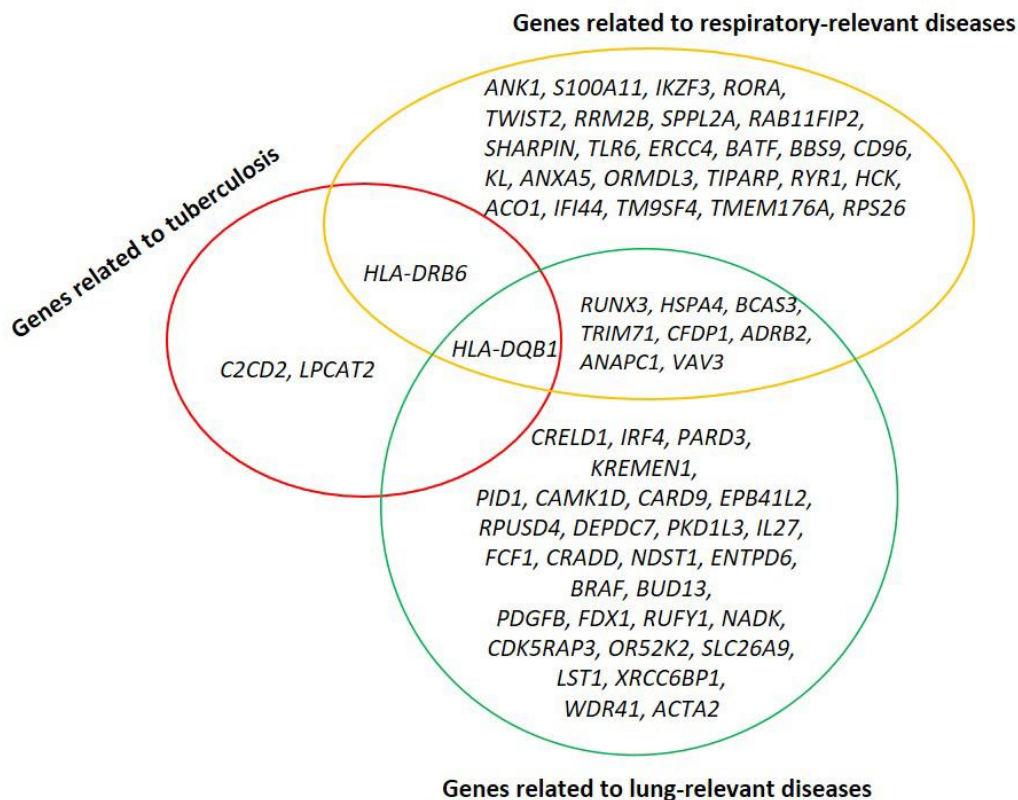 Genes related to respiratory-relevant diseases
ANK1, S100A11, IKZF3, RORA,
TWIST2, RRM2B, SPPL2A, RAB11FIP2,
SHARPIN, TLR6, ERCC4, BATF, BBS9, CD96,
KL, ANXA5, ORMDL3, TIPARP, RYR1, HCK,
ACO1, IFI44, TM9SF4, TMEM176A, RPS26
Genes related to tuberculosis
HLA-DRB6
RUNX3, HSPA4, BCAS3,
TRIM71, CFDP1, ADRB2,
ANAPC1, VAV3
HLA-DQB1
C2CD2, LPCAT2
CRELD1, IRF4, PARD3,
KREMEN1,
PID1, CAMK1D, CARD9, EPB41L2,
RPUSD4, DEPDC7, PKD1L3, IL27,
FCF1, CRADD, NDST1, ENTPD6,
BRAF, BUD13,
PDGFB, FDX1, RUFY1, NADK,
CDK5RAP3, OR52K2, SLC26A9,
LST1, XRCC6BP1,
WDR41, ACTA2
Genes related to lung-relevant diseases